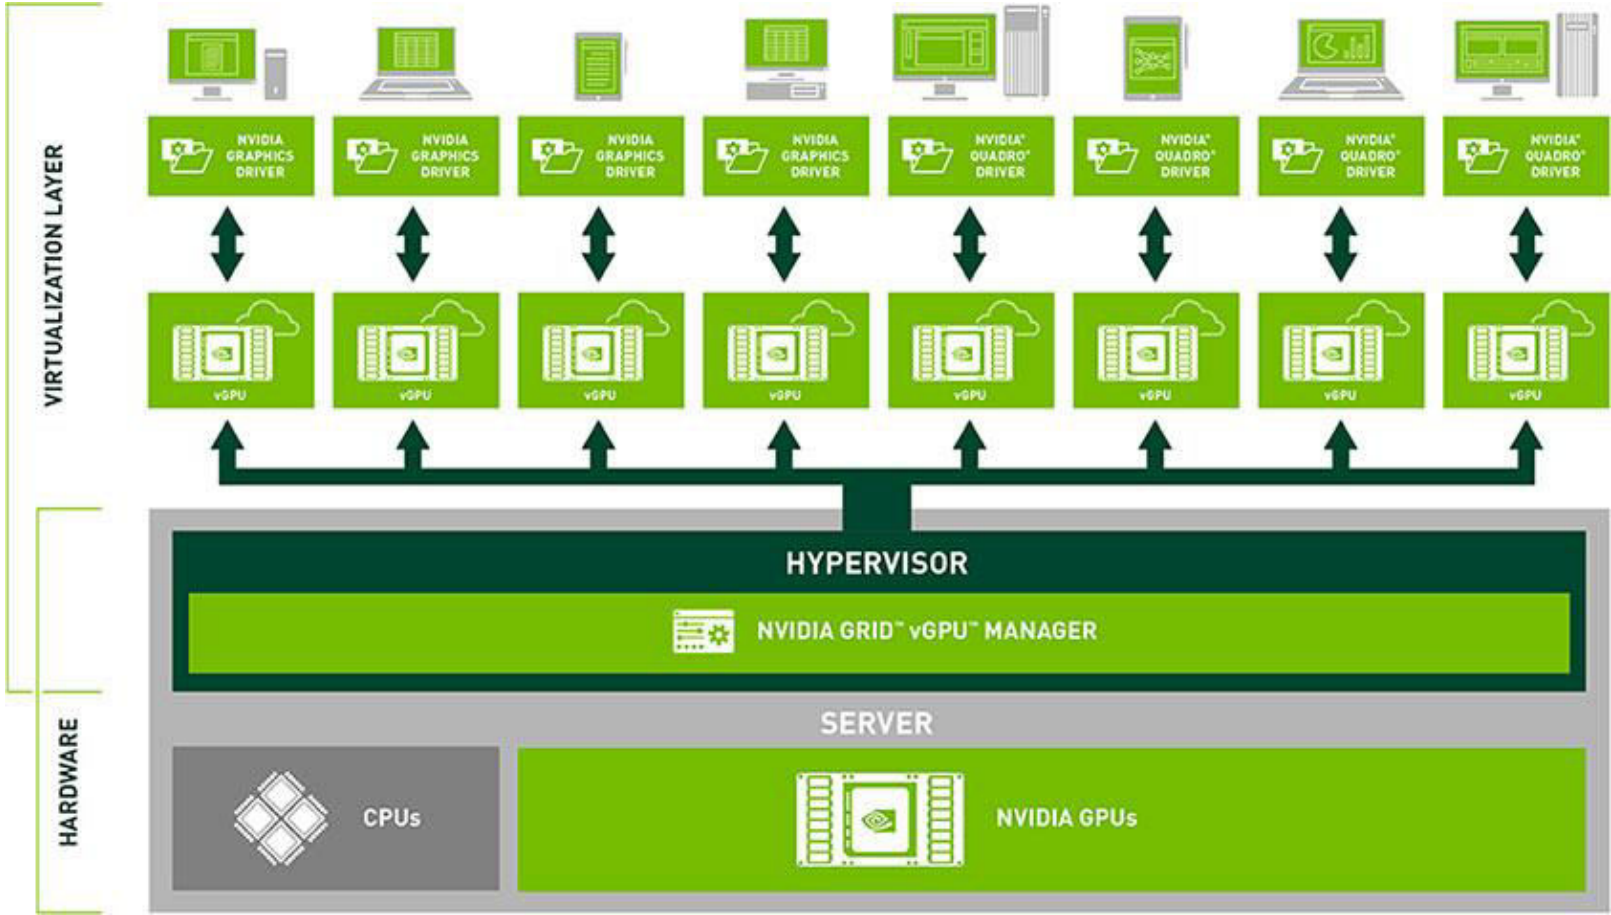 VIRTUALIZATION LAYER
NVIDIA
GRAPHICS
DRIVER
NVIDIA
GRAPHICS
DRIVER
NVIDIA
GRAPHICS
DRIVER
NVIDIA
GRAPHICS
DRIVER
NVIDIA®
QUADRO®
DRIVER
NVIDIA®
QUADRO®
DRIVER
NVIDIA®
QUADRO®
DRIVER
NVIDIA®
QUADRO®
DRIVER
vGPU
vGPU
vGPU
vGPU
vGPU
vGPU
vGPU
vGPU
HYPERVISOR
NVIDIA GRID™ vGPU™ MANAGER
HARDWARE
SERVER
CPUs
NVIDIA GPUs